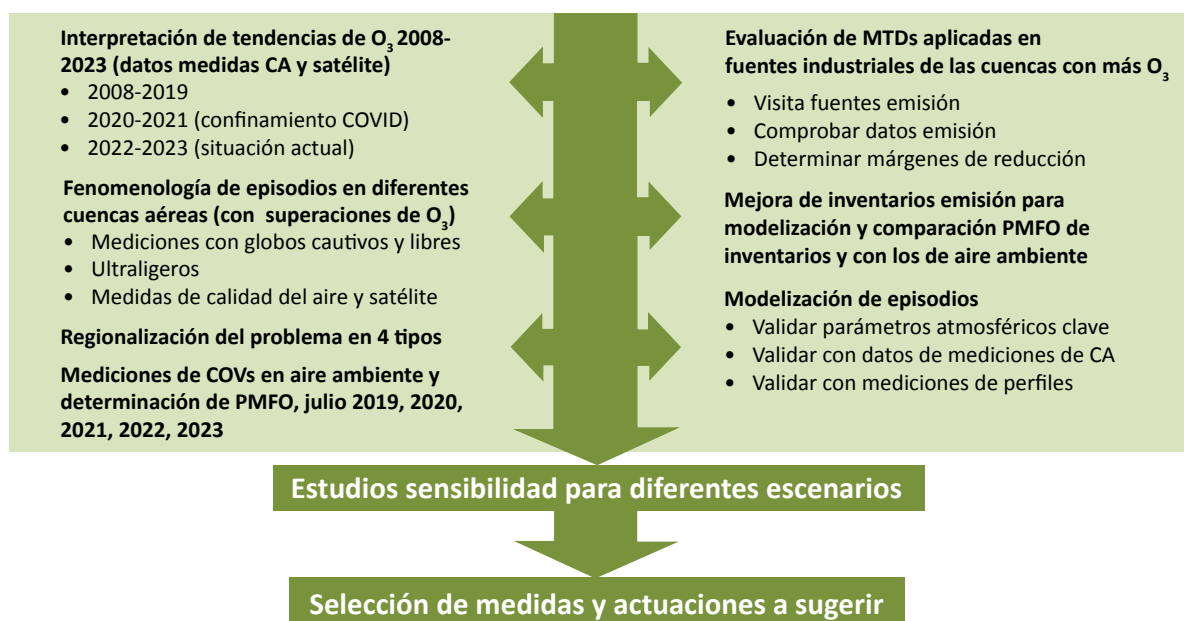 Interpretación de tendencias de O3 2008-
2023 (datos medidas CA y satélite)
• 2008-2019
• 2020-2021 (confinamiento COVID)
• 2022-2023 (situación actual)
Fenomenología de episodios en diferentes
cuencas aéreas (con superaciones de O3)
• Mediciones con globos cautivos y libres
• Ultraligeros
• Medidas de calidad del aire y satélite
Regionalización del problema en 4 tipos
Mediciones de COVs en aire ambiente y
determinación de PMFO, julio 2019, 2020,
2021, 2022, 2023
Evaluación de MTDs aplicadas en
fuentes industriales de las cuencas con más O3
• Visita fuentes emisión
• Comprobar datos emisión
• Determinar márgenes de reducción
Mejora de inventarios emisión para
modelización y comparación PMFO de
inventarios y con los de aire ambiente
Modelización de episodios
• Validar parámetros atmosféricos clave
• Validar con datos de mediciones de CA
• Validar con mediciones de perfiles
Estudios sensibilidad para diferentes escenarios
Selección de medidas y actuaciones a sugerir